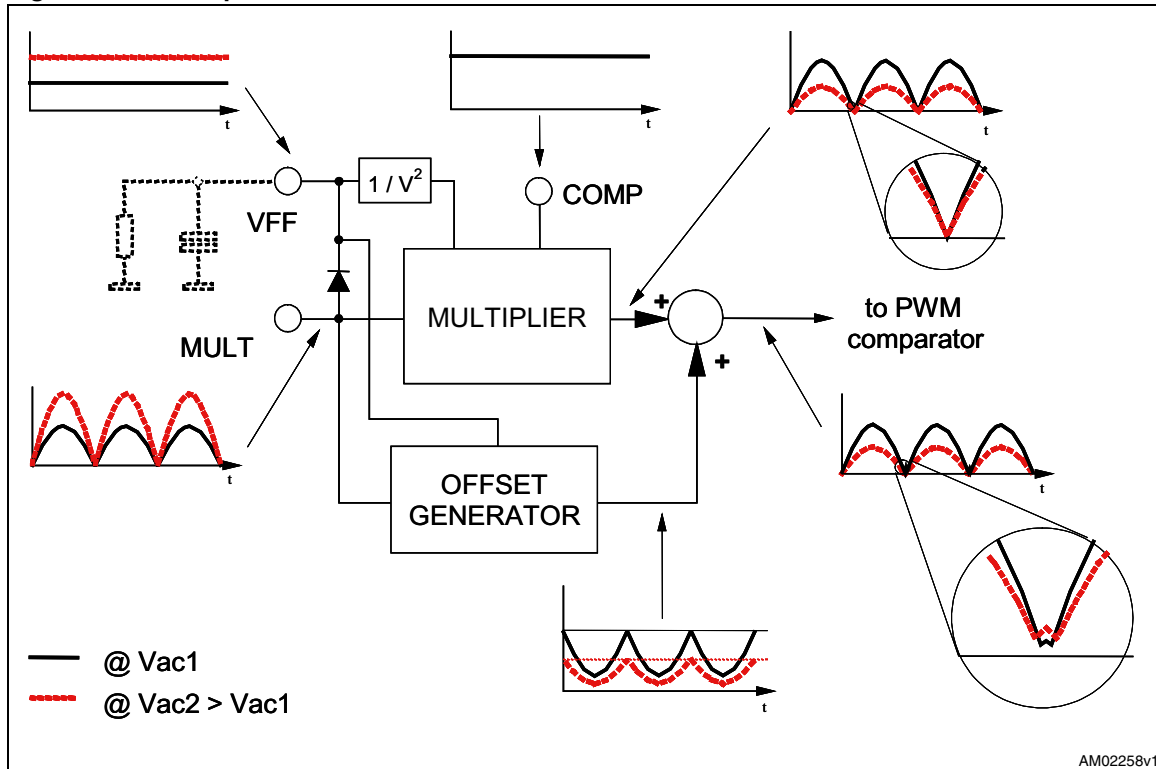 t
t
t
1 / V²
VFF
COMP
MULTIPLIER
+
+
to PWM
comparator
MULT
t
t
OFFSET
GENERATOR
t
@ Vac1
@ Vac2 > Vac1
AM02258v1